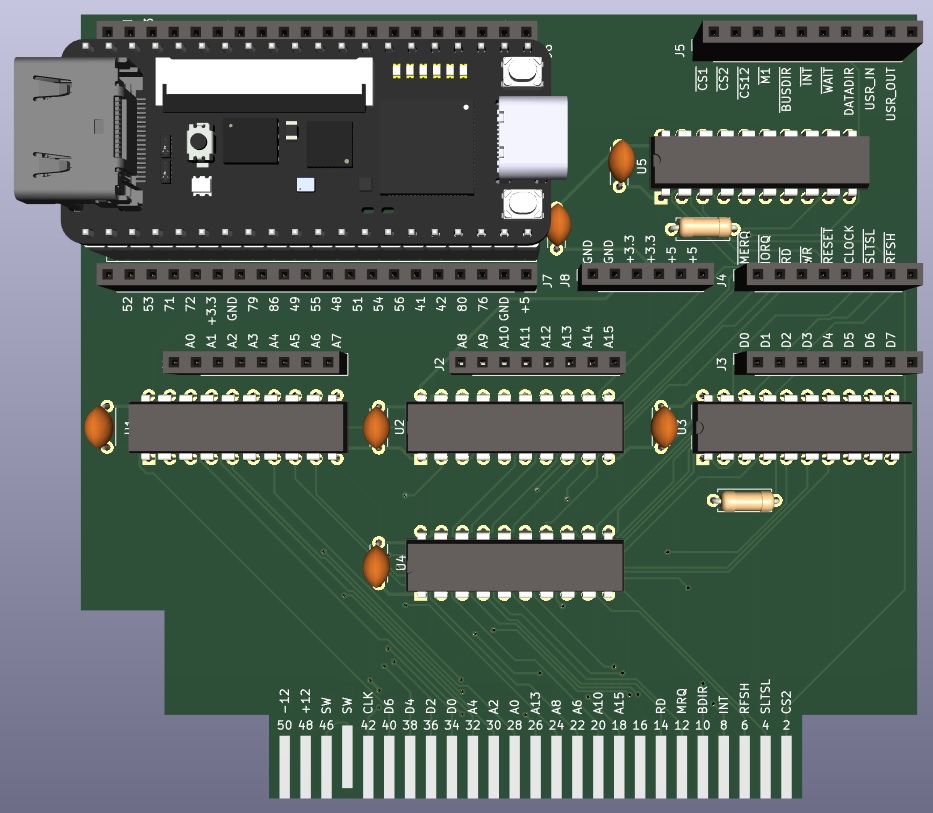 J5
CS1
CS2
CS12
M1
BUSDIR
INT
WAIT
DATADIR
USR_IN
USR_OUT
U5
J7
J8
GND
GND
+3.3
+3.3
+5
+5
J4
MERQ
IORQ
RD
WR
RESET
CLOCK
SLTSL
RFSH
52
53
71
72
+3.3
GND
79
86
49
55
48
51
54
56
41
42
80
76
GND
+5
A0
A1
A2
A3
A4
A5
A6
A7
J2
A8
A9
A10
A11
A12
A13
A14
A15
J3
D0
D1
D2
D3
D4
D5
D6
D7
U2
U3
U4
-12
+12
SW
SW
CLK
D6
D4
D2
D0
A4
A2
A0
A13
A8
A6
A10
A15
RD
MRQ
BDIR
INT
RFSH
SLTSL
CS2
50 48 46 42 40 38 36 34 32 30 28 26 24 22 20 18 16 14 12 10 8 6 4 2